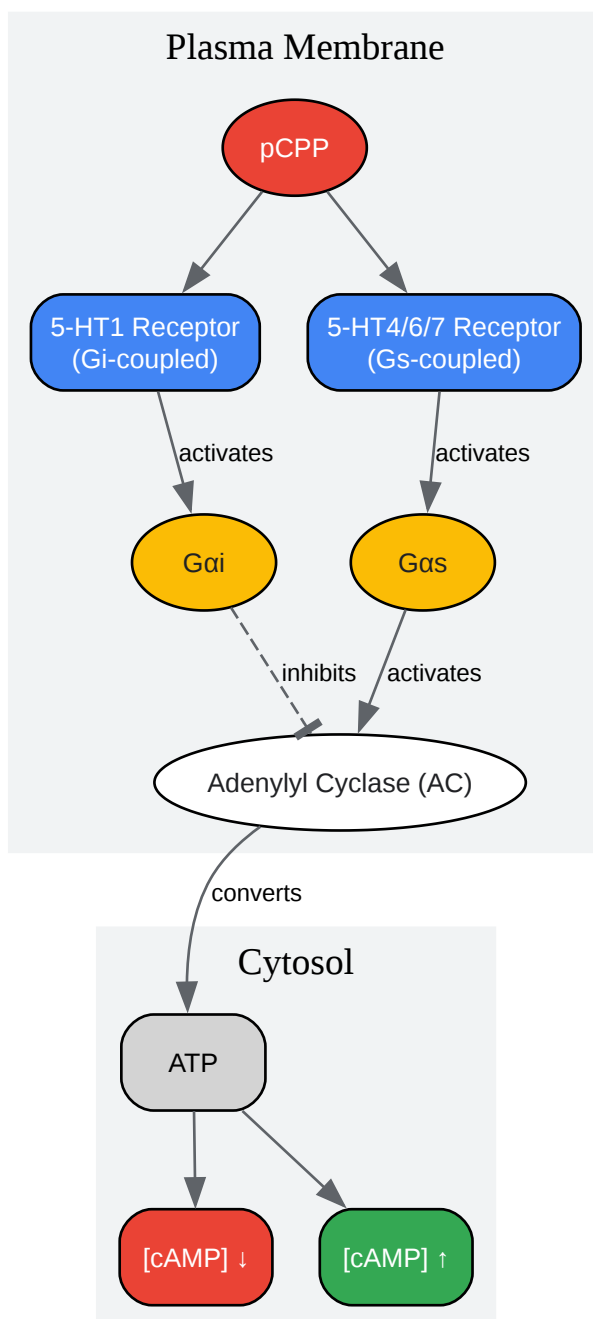 Plasma Membrane
pCPP
5-HT1 Receptor
(Gi-coupled)
5-HT4/6/7 Receptor
(Gs-coupled)
activates
activates
Gαi
Gαs
inhibits
activates
Adenylyl Cyclase (AC)
converts
Cytosol
ATP
[cAMP] ↓
[cAMP] ↑